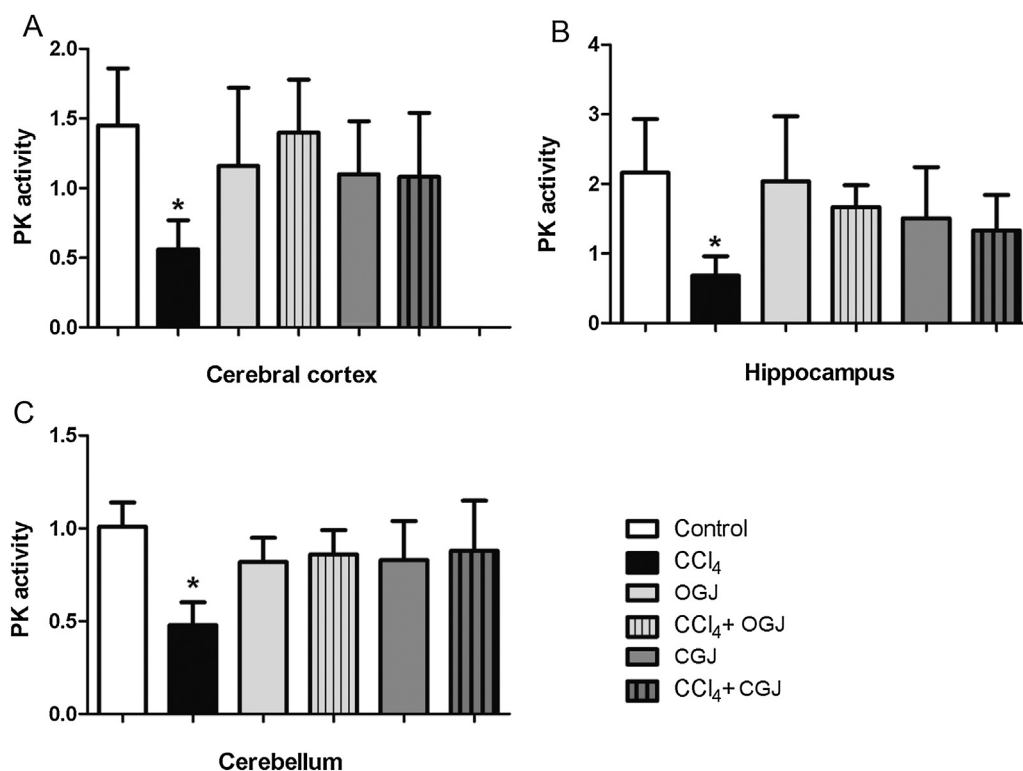 A
PK activity
2.0
1.5
1.0
0.5
0.0
*
Cerebral cortex
B
PK activity
4
3
2
1
0
*
Hippocampus
C
PK activity
1.5
1.0
0.5
0.0
*
Cerebellum
Control
CCl₄
OGJ
CCl₄+ OGJ
CGJ
CCl₄+ CGJ